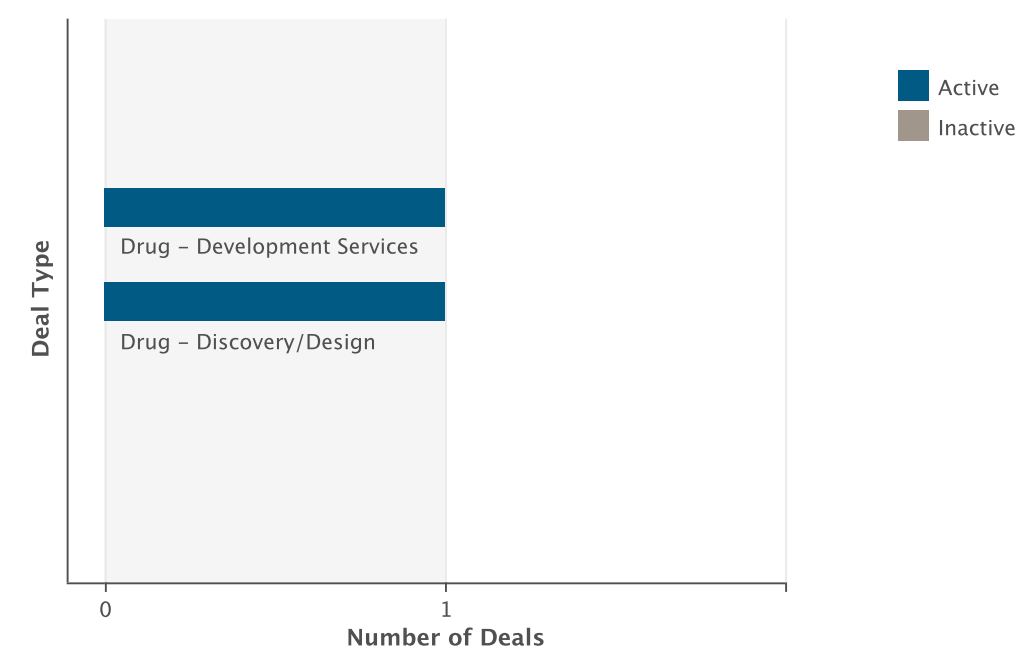 Active
Inactive
Drug – Development Services
Drug – Discovery/Design
Deal Type
0
1
Number of Deals